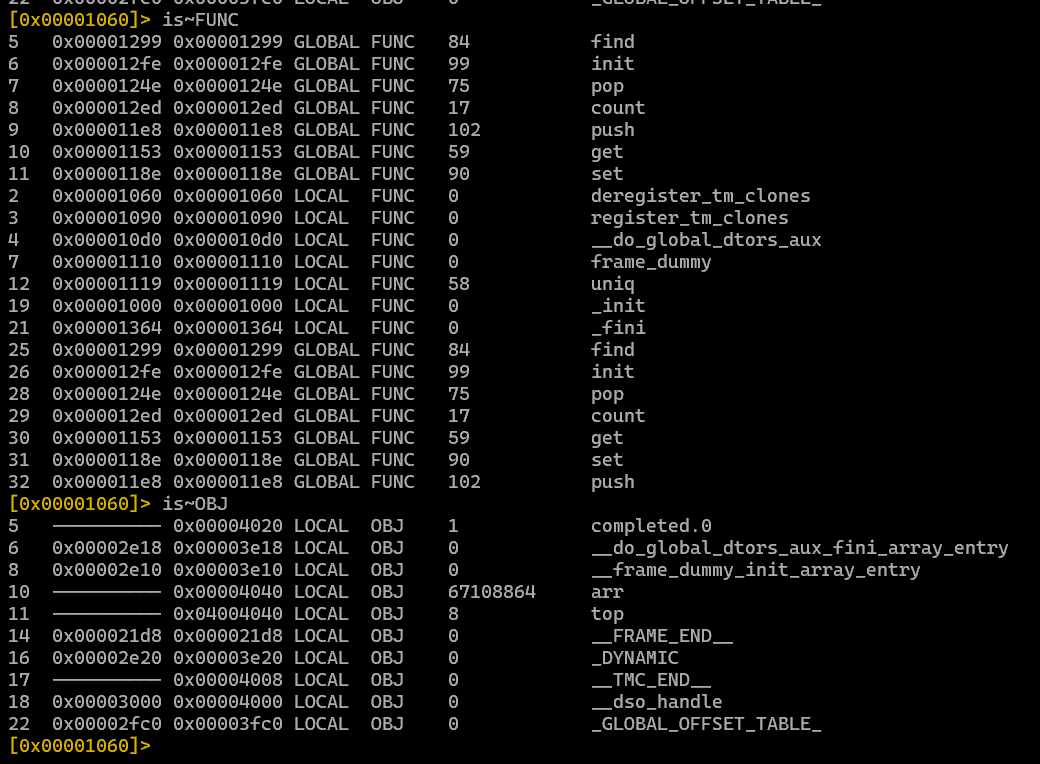 22 0x00002fc0 0x00003fc0 LOCAL OBJ 0 _GLOBAL_OFFSET_TABLE_
[0x00001060]> is~FUNC
5 0x00001299 0x00001299 GLOBAL FUNC 84 find
6 0x000012fe 0x000012fe GLOBAL FUNC 99 init
7 0x0000124e 0x0000124e GLOBAL FUNC 75 pop
8 0x000012ed 0x000012ed GLOBAL FUNC 17 count
9 0x000011e8 0x000011e8 GLOBAL FUNC 102 push
10 0x00001153 0x00001153 GLOBAL FUNC 59 get
11 0x0000118e 0x0000118e GLOBAL FUNC 90 set
2 0x00001060 0x00001060 LOCAL FUNC 0 deregister_tm_clones
3 0x00001090 0x00001090 LOCAL FUNC 0 register_tm_clones
4 0x000010d0 0x000010d0 LOCAL FUNC 0 __do_global_dtors_aux
7 0x00001110 0x00001110 LOCAL FUNC 0 frame_dummy
12 0x00001119 0x00001119 LOCAL FUNC 58 uniq
19 0x00001000 0x00001000 LOCAL FUNC 0 _init
21 0x00001364 0x00001364 LOCAL FUNC 0 _fini
25 0x00001299 0x00001299 GLOBAL FUNC 84 find
26 0x000012fe 0x000012fe GLOBAL FUNC 99 init
28 0x0000124e 0x0000124e GLOBAL FUNC 75 pop
29 0x000012ed 0x000012ed GLOBAL FUNC 17 count
30 0x00001153 0x00001153 GLOBAL FUNC 59 get
31 0x0000118e 0x0000118e GLOBAL FUNC 90 set
32 0x000011e8 0x000011e8 GLOBAL FUNC 102 push
[0x00001060]> is~OBJ
5 ────────── 0x00004020 LOCAL OBJ 1 completed.0
6 0x00002e18 0x00003e18 LOCAL OBJ 0 __do_global_dtors_aux_fini_array_entry
8 0x00002e10 0x00003e10 LOCAL OBJ 0 __frame_dummy_init_array_entry
10 ────────── 0x00004040 LOCAL OBJ 67108864 arr
11 ────────── 0x04004040 LOCAL OBJ 8 top
14 0x000021d8 0x000021d8 LOCAL OBJ 0 __FRAME_END__
16 0x00002e20 0x00003e20 LOCAL OBJ 0 _DYNAMIC
17 ────────── 0x00004008 LOCAL OBJ 0 __TMC_END__
18 0x00003000 0x00004000 LOCAL OBJ 0 __dso_handle
22 0x00002fc0 0x00003fc0 LOCAL OBJ 0 _GLOBAL_OFFSET_TABLE_
[0x00001060]>